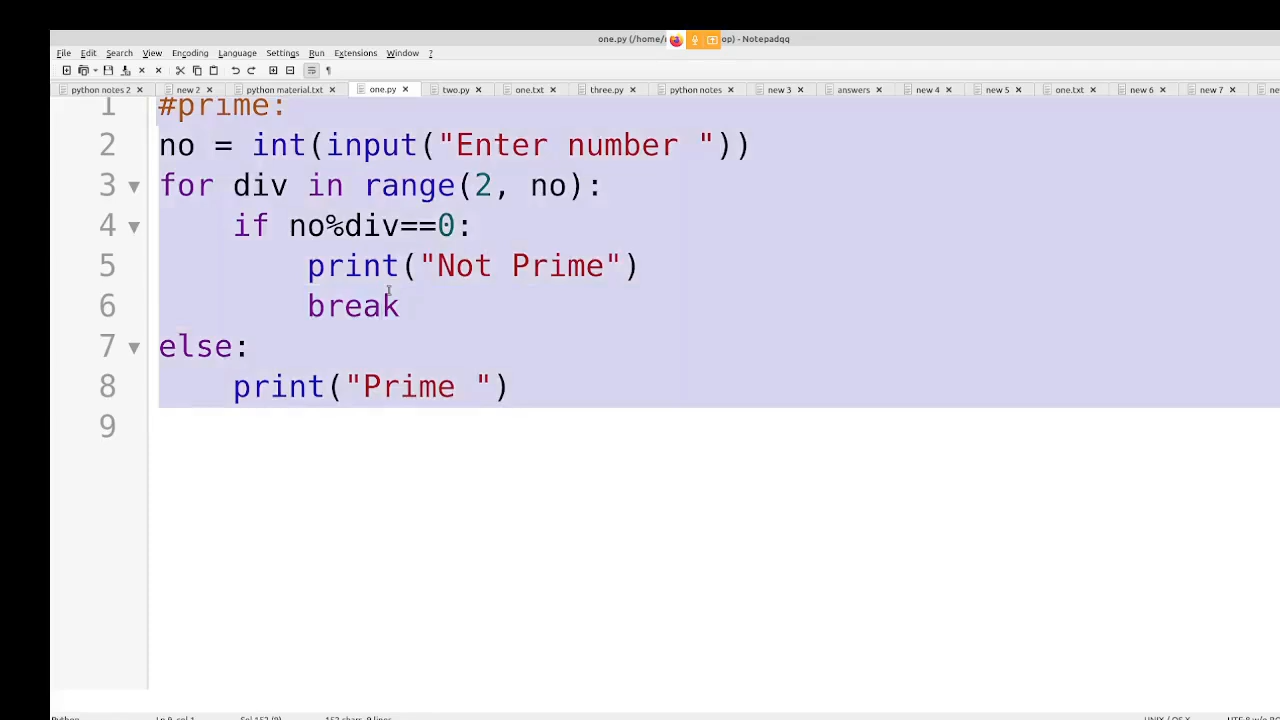 one.py (/home/ op) - Notepadqq
File Edit Search View Encoding Language Settings Run Extensions Window ?
python notes 2 new 2 python material.txt one.py two.py one.txt three.py python notes new 3 answers new 4 new 5 one.txt new 6 new 7
1 #prime:
2 no = int(input("Enter number "))
3 for div in range(2, no):
4 if no%div==0:
5 print("Not Prime")
6 break
7 else:
8 print("Prime ")
9